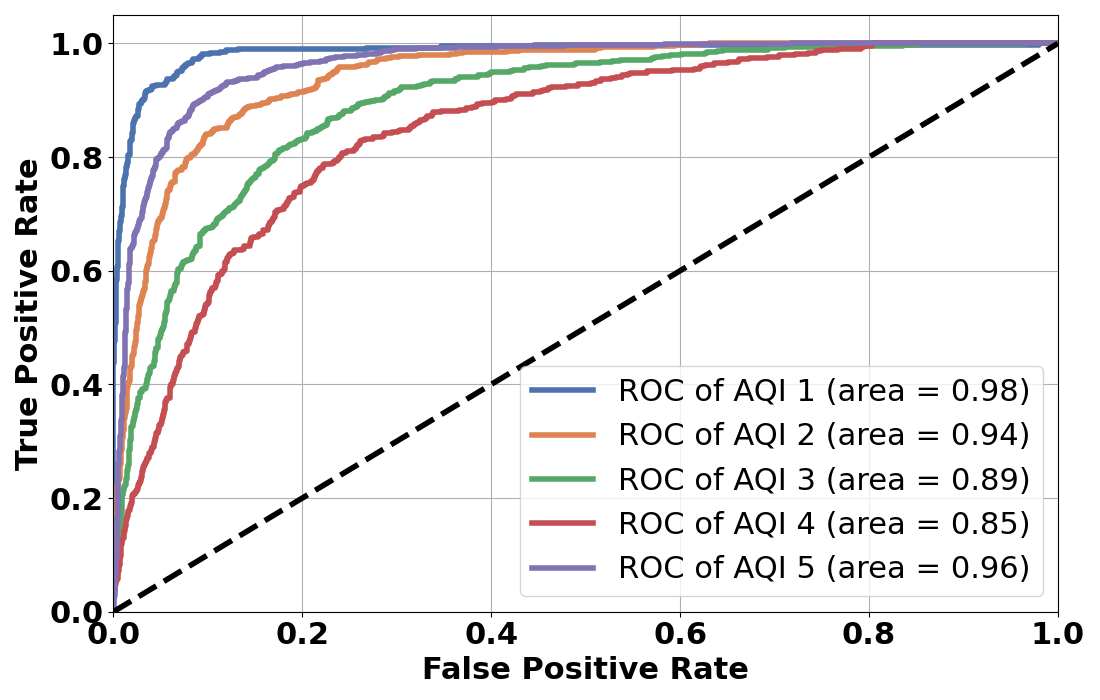 True Positive Rate
1.0
0.8
0.6
0.4
0.2
0.0
ROC of AQI 1 (area = 0.98)
ROC of AQI 2 (area = 0.94)
ROC of AQI 3 (area = 0.89)
ROC of AQI 4 (area = 0.85)
ROC of AQI 5 (area = 0.96)
0.0 0.2 0.4 0.6 0.8 1.0
False Positive Rate